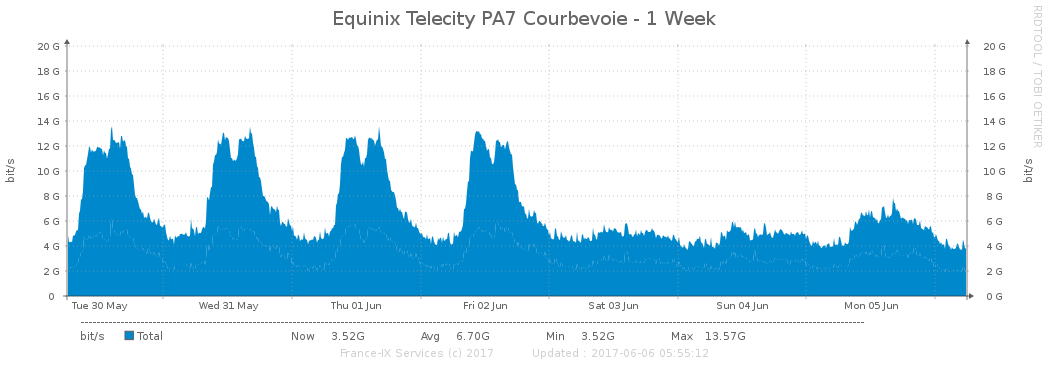 Equinix Telecity PA7 Courbevoie - 1 Week
RRDTOOL / TOBI OETIKER
20 G 20 G
18 G 18 G
16 G 16 G
14 G 14 G
12 G 12 G
10 G 10 G
8 G 8 G
6 G 6 G
4 G 4 G
2 G 2 G
0 0 G
bit/s bit/s
Tue 30 May Wed 31 May Thu 01 Jun Fri 02 Jun Sat 03 Jun Sun 04 Jun Mon 05 Jun
bit/s Total Now 3.52G Avg 6.70G Min 3.52G Max 13.57G
France-IX Services (c) 2017 Updated : 2017-06-06 05:55:12